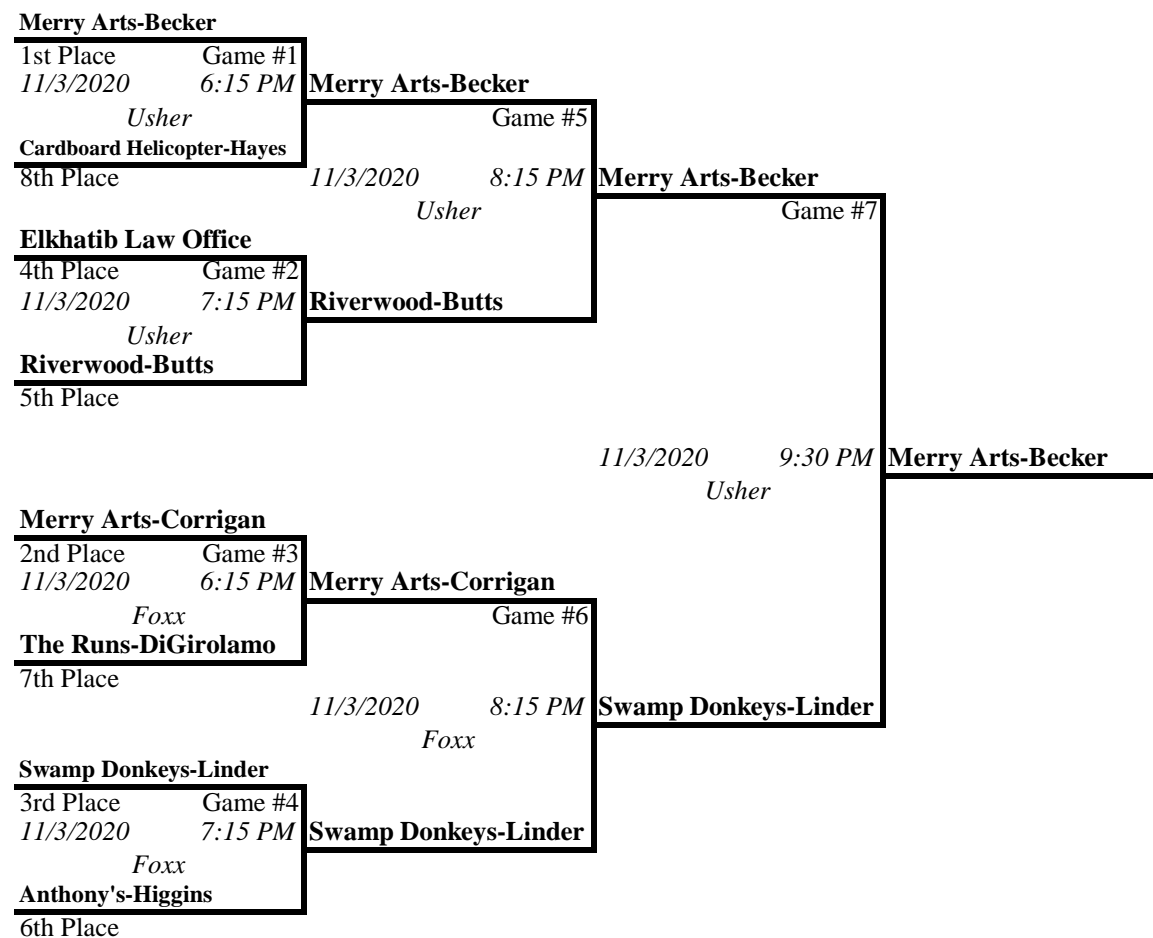 Merry Arts-Becker
1st Place Game #1
11/3/2020 6:15 PM Merry Arts-Becker
Usher Game #5
Cardboard Helicopter-Hayes
8th Place 11/3/2020 8:15 PM Merry Arts-Becker
Usher Game #7
Elkhatib Law Office
4th Place Game #2
11/3/2020 7:15 PM Riverwood-Butts
Usher
Riverwood-Butts
5th Place
11/3/2020 9:30 PM Merry Arts-Becker
Usher
Merry Arts-Corrigan
2nd Place Game #3
11/3/2020 6:15 PM Merry Arts-Corrigan
Foxx Game #6
The Runs-DiGirolamo
7th Place
11/3/2020 8:15 PM Swamp Donkeys-Linder
Foxx
Swamp Donkeys-Linder
3rd Place Game #4
11/3/2020 7:15 PM Swamp Donkeys-Linder
Foxx
Anthony's-Higgins
6th Place